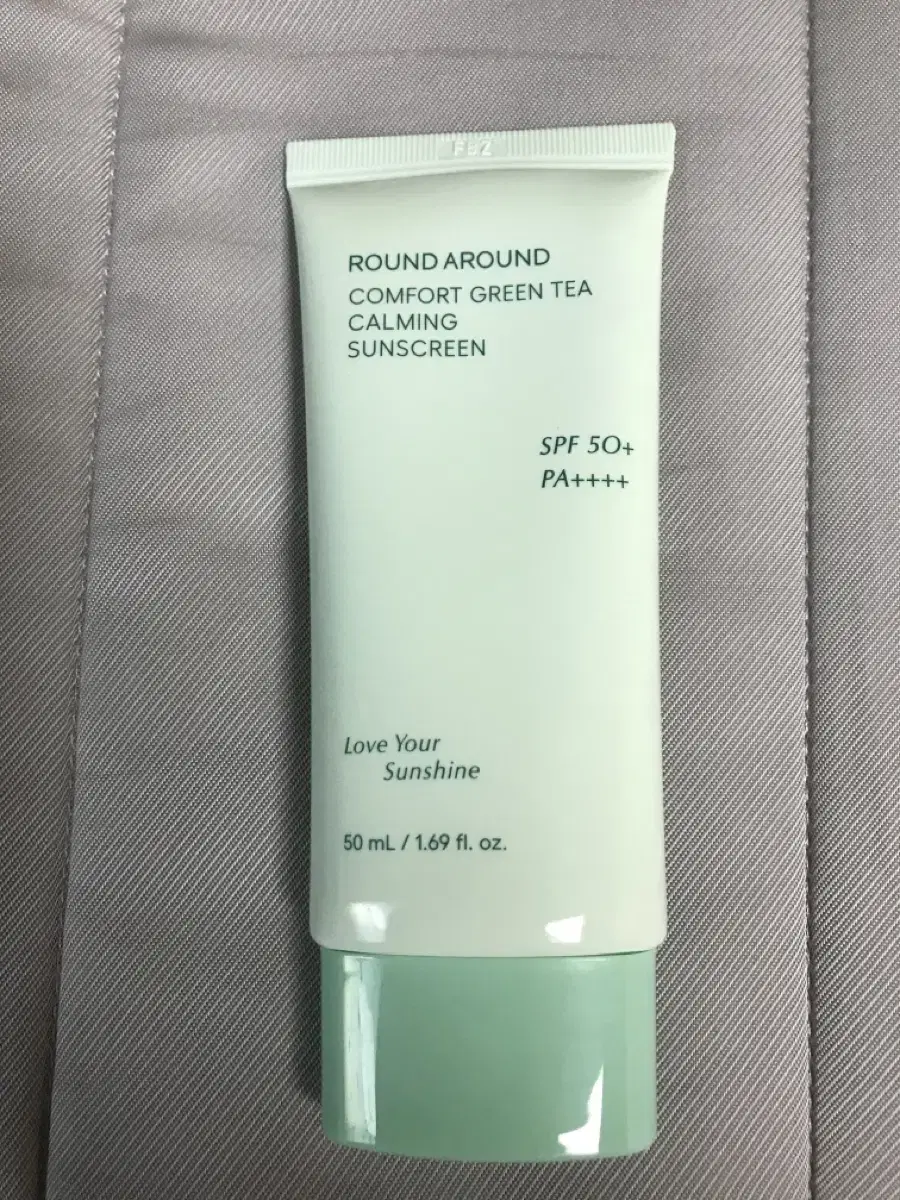 ROUND AROUND
COMFORT GREEN TEA
CALMING
SUNSCREEN
SPF 50+
PA++++
Love Your
Sunshine
50 mL / 1.69 fl. oz.